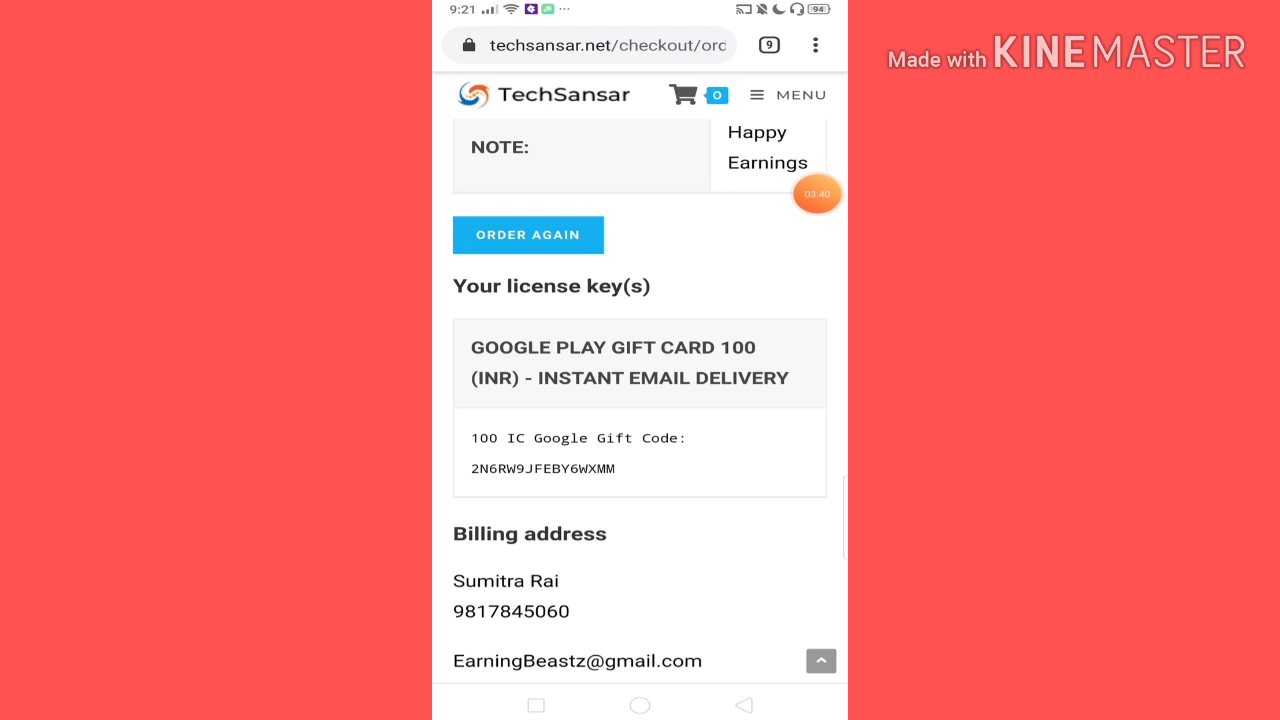 9:21
94
techsansar.net/checkout/ord
9
Made with KINEMASTER
TechSansar
0
MENU
NOTE:
Happy
Earnings
03:40
ORDER AGAIN
Your license key(s)
GOOGLE PLAY GIFT CARD 100
(INR) - INSTANT EMAIL DELIVERY
100 IC Google Gift Code:
2N6RW9JFEBY6WXMM
Billing address
Sumitra Rai
9817845060
EarningBeastz@gmail.com